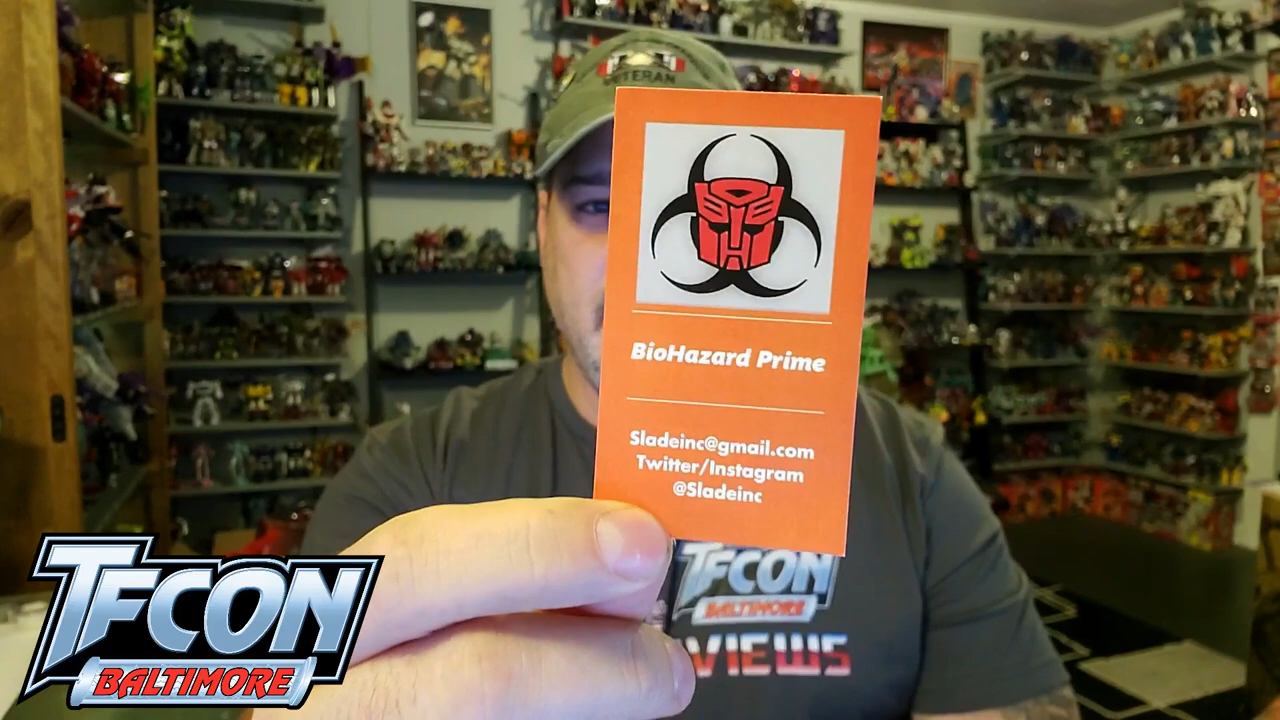 VETERAN
BioHazard Prime
Sladeinc@gmail.com
Twitter/Instagram
@Sladeinc
TFCON
BALTIMORE
VIEWS
TFCON
BALTIMORE